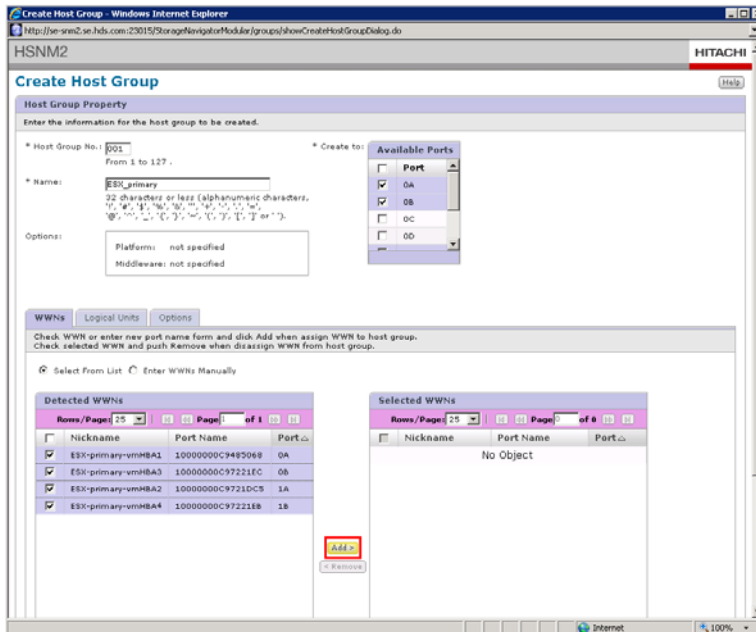 Create Host Group - Windows Internet Explorer
http://se-snm2.se.hds.com:23015/StorageNavigatorModular/groups/showCreateHostGroupDialog.do
HSNM2
HITACHI
Create Host Group
Help
Host Group Property
Enter the information for the host group to be created.
* Host Group No.: 001
From 1 to 127 .
* Name: ESX_primary
32 characters or less (alphanumeric characters,
Options:
Platform: not specified
Middleware: not specified
* Create to:
Available Ports
Port
0A
0B
0C
0D
WWNs Logical Units Options
Check WWN or enter new port name form and click Add when assign WWN to host group.
Check selected WWN and push Remove when disassign WWN from host group.
Select From List Enter WWNs Manually
Detected WWNs
Rows/Page: 25 Page 1 of 1
Nickname Port Name Port
ESX-primary-vmHBA1 10000000C9485068 0A
ESX-primary-vmHBA3 10000000C97221EC 0B
ESX-primary-vmHBA2 10000000C9721DC5 1A
ESX-primary-vmHBA4 10000000C97221EB 1B
Add >
< Remove
Selected WWNs
Rows/Page: 25 Page 0 of 0
Nickname Port Name Port
No Object
Internet
100%